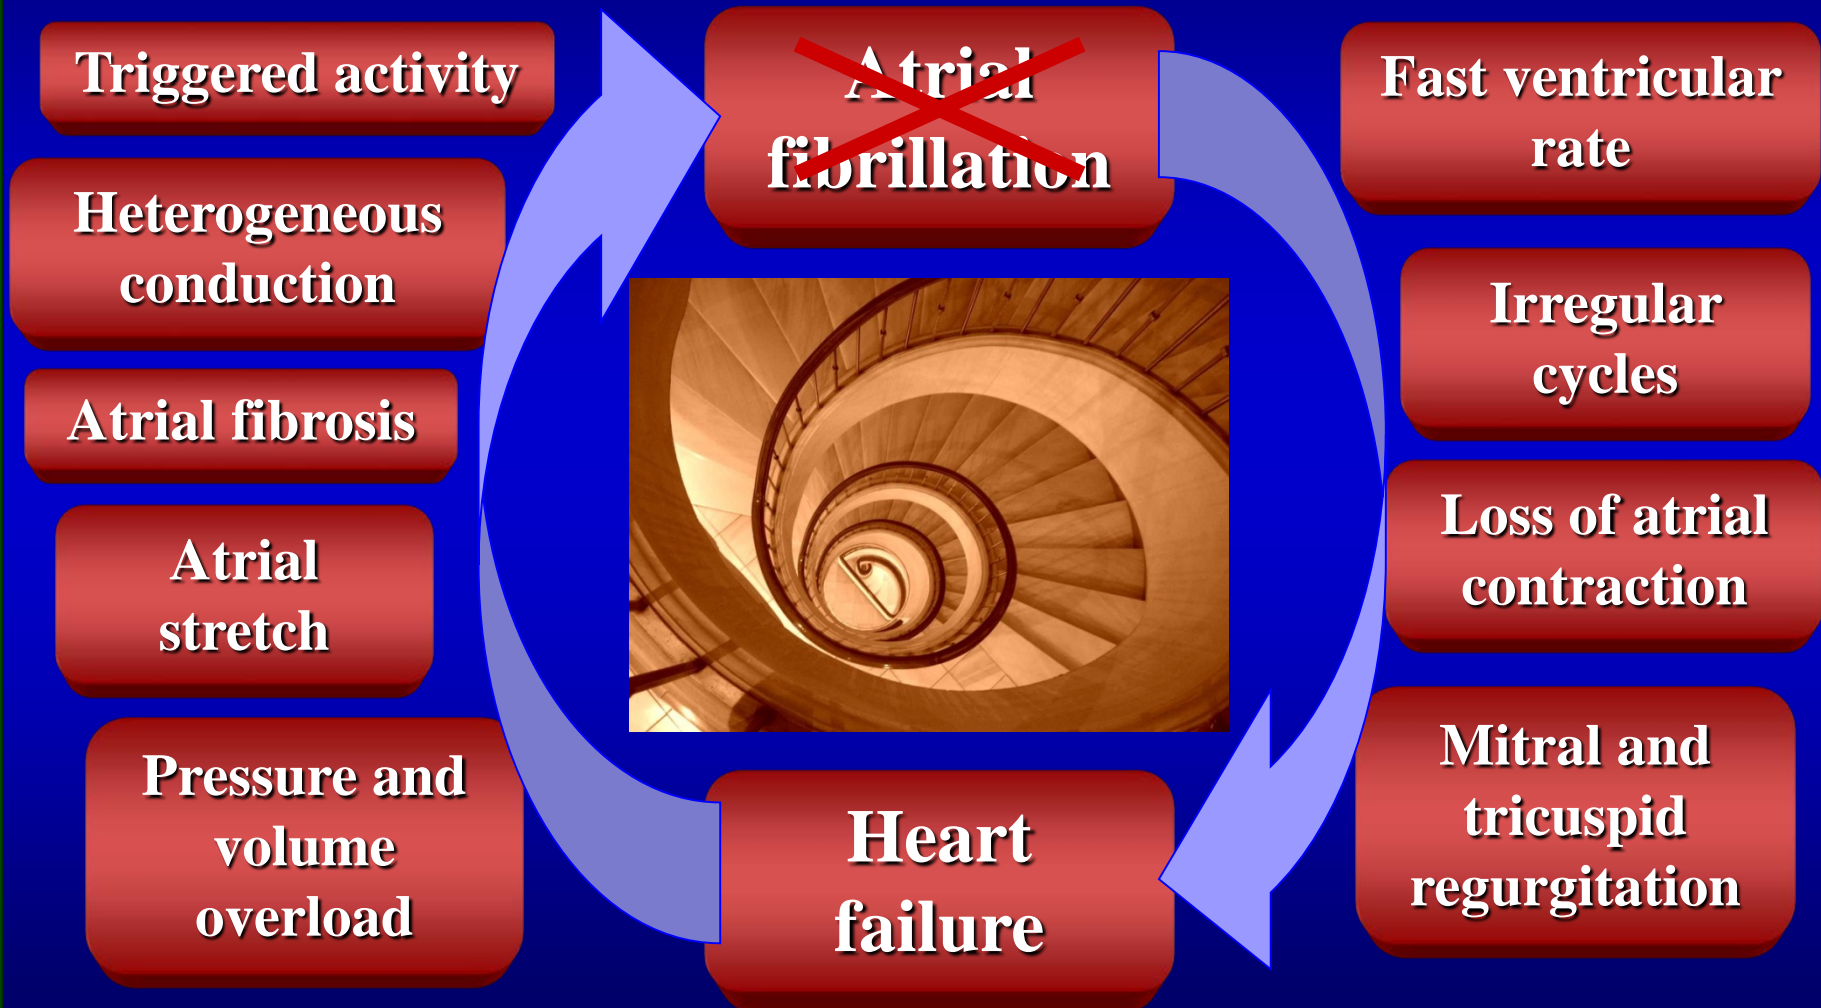 Triggered activity
Heterogeneous
conduction
Atrial fibrosis
Atrial
stretch
Pressure and
volume
overload
Atrial
fibrillation
Heart
failure
Fast ventricular
rate
Irregular
cycles
Loss of atrial
contraction
Mitral and
tricuspid
regurgitation